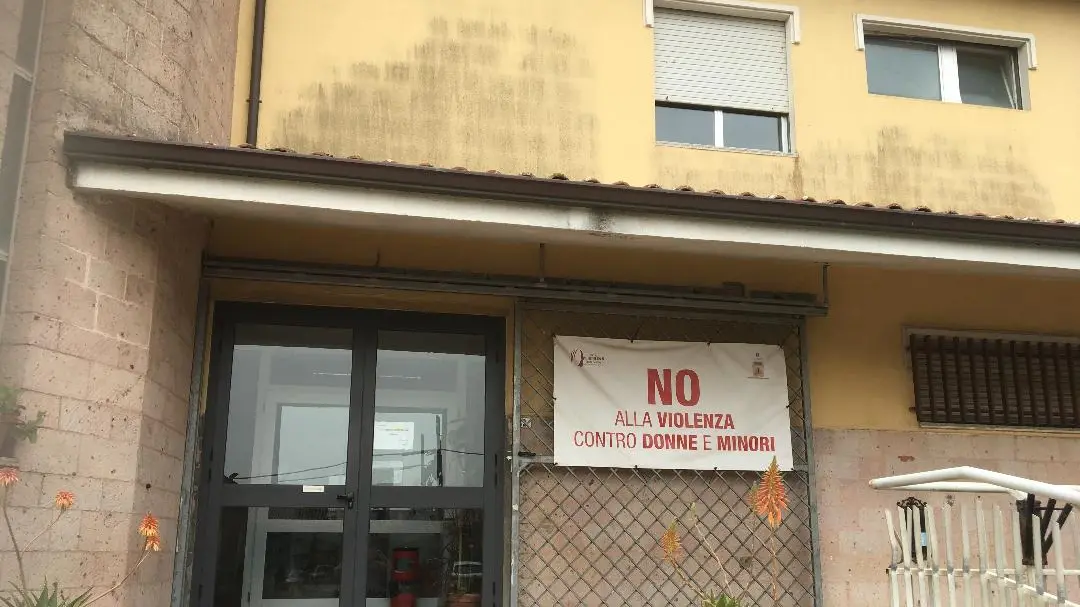 NO
ALLA VIOLENZA
CONTRO DONNE E MINORI